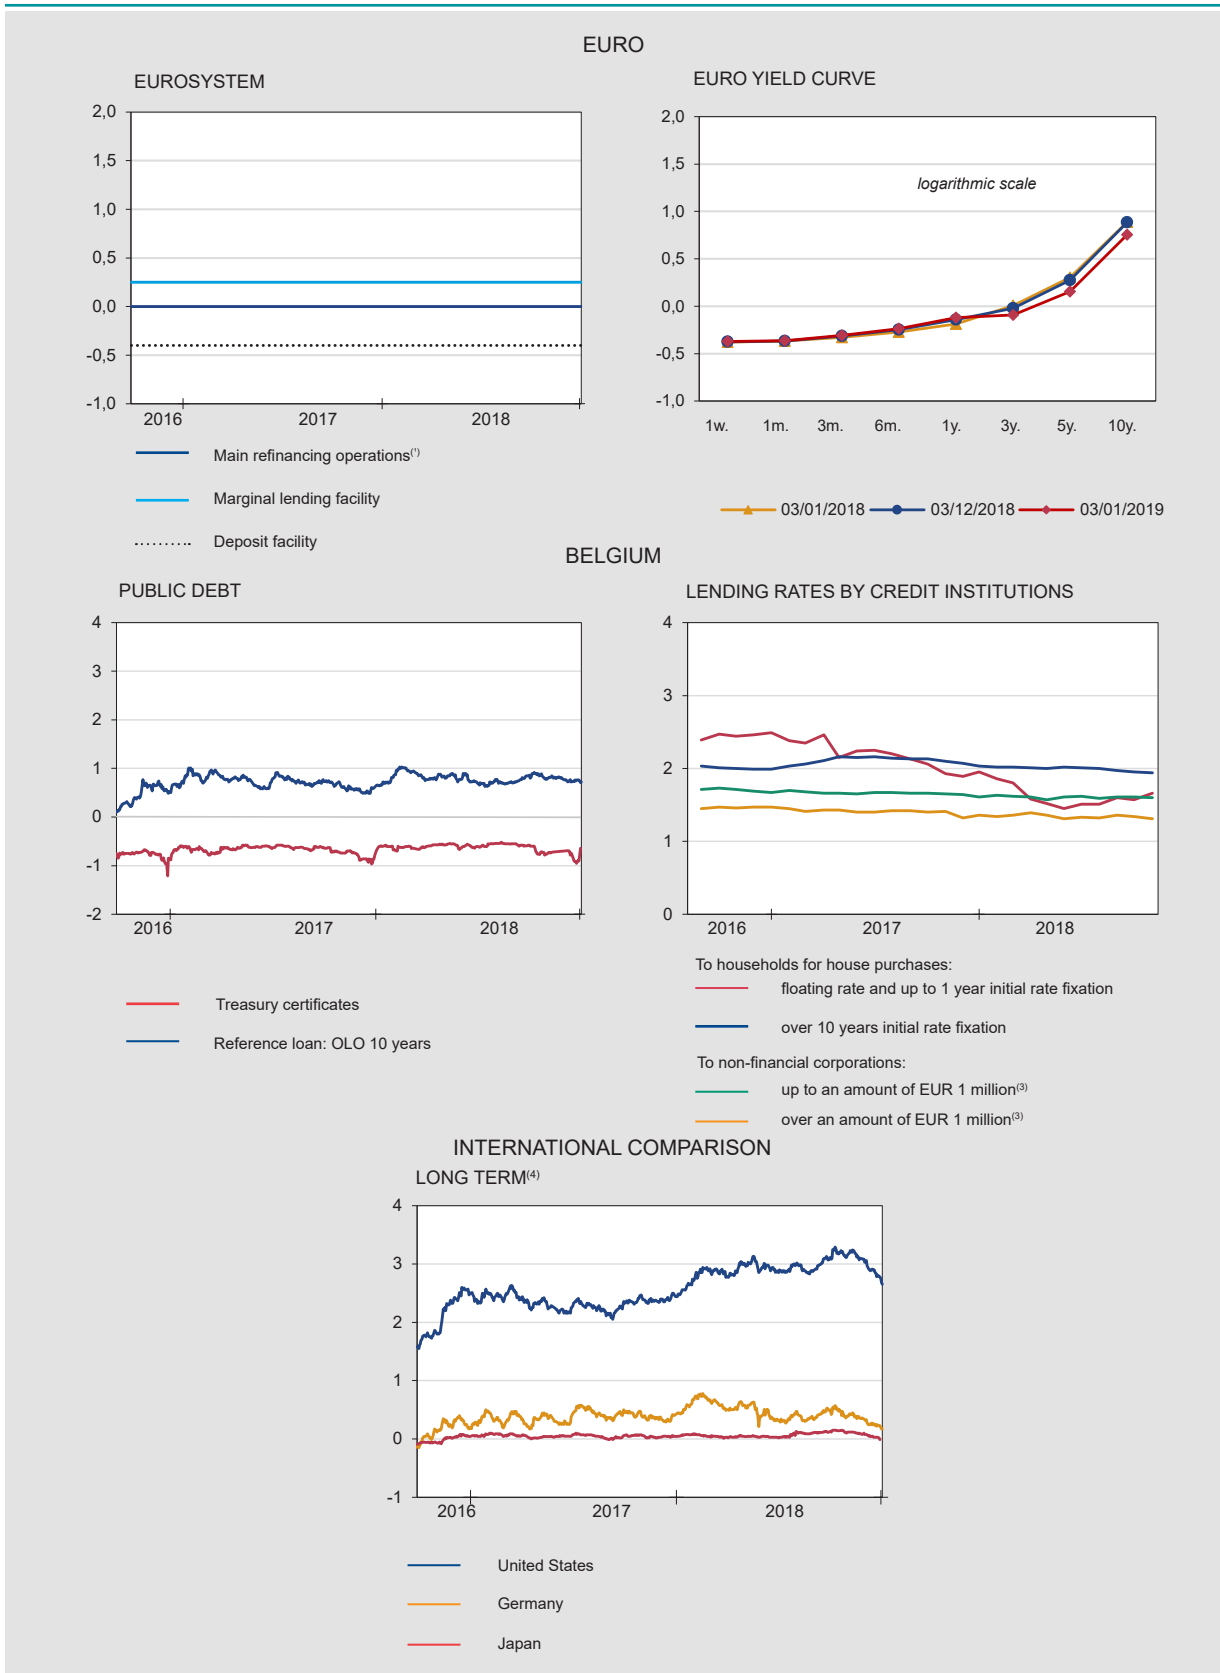 EURO
EUROSYSTEM
2,0
1,5
1,0
0,5
0,0
-0,5
-1,0
2016 2017 2018
Main refinancing operations(1)
Marginal lending facility
Deposit facility
EURO YIELD CURVE
2,0
1,5
1,0
0,5
0,0
-0,5
-1,0
logarithmic scale
1w. 1m. 3m. 6m. 1y. 3y. 5y. 10y.
03/01/2018 03/12/2018 03/01/2019
BELGIUM
PUBLIC DEBT
4
3
2
1
0
-1
-2
2016 2017 2018
Treasury certificates
Reference loan: OLO 10 years
LENDING RATES BY CREDIT INSTITUTIONS
4
3
2
1
0
2016 2017 2018
To households for house purchases:
floating rate and up to 1 year initial rate fixation
over 10 years initial rate fixation
To non-financial corporations:
up to an amount of EUR 1 million(3)
over an amount of EUR 1 million(3)
INTERNATIONAL COMPARISON
LONG TERM(4)
4
3
2
1
0
-1
2016 2017 2018
United States
Germany
Japan